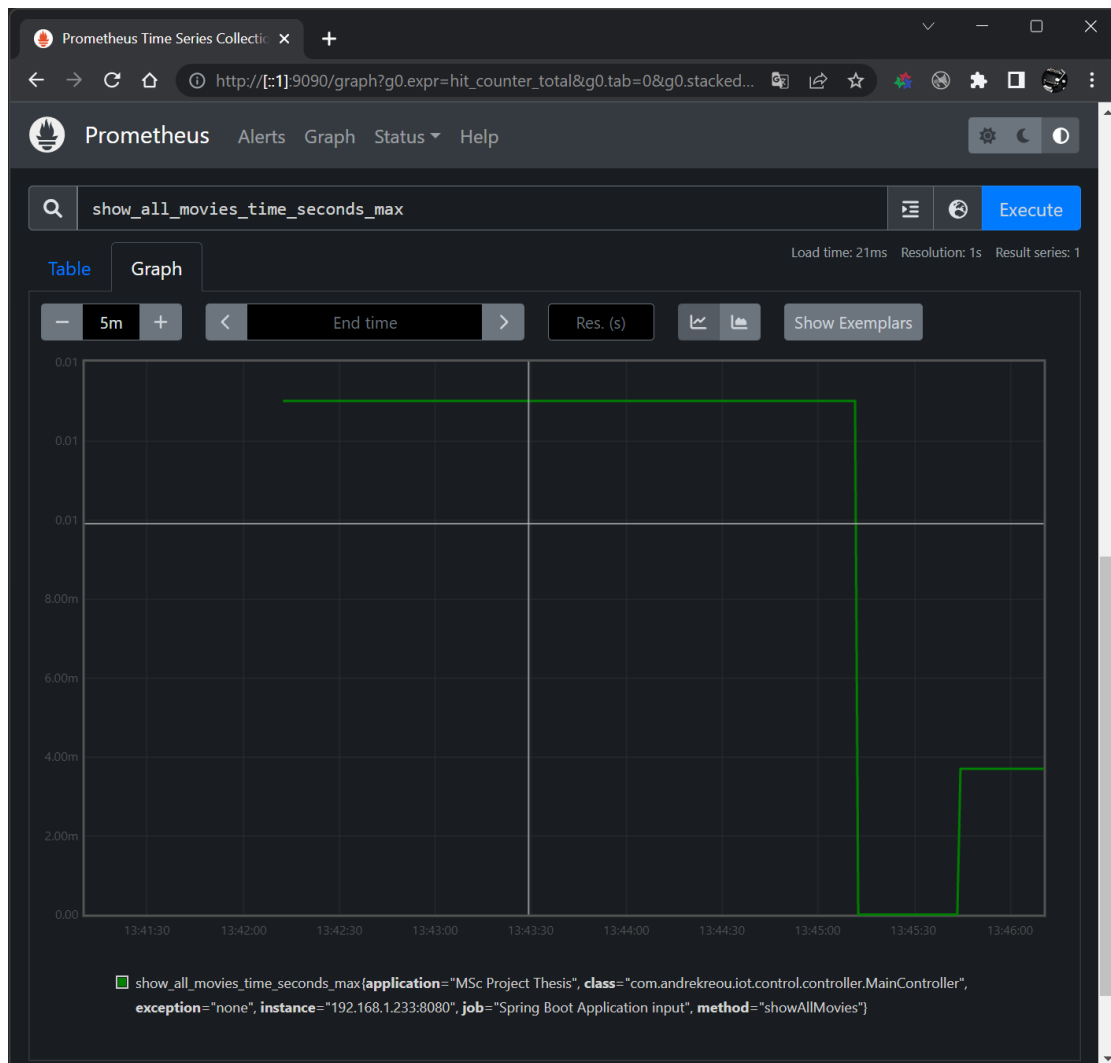 Prometheus Time Series Collectio
http://[::1]:9090/graph?g0.expr=hit_counter_total&g0.tab=0&g0.stacked...
Prometheus Alerts Graph Status Help
show_all_movies_time_seconds_max Execute
Load time: 21ms Resolution: 1s Result series: 1
Table Graph
5m End time Res. (s) Show Exemplars
0.01
0.01
0.01
8.00m
6.00m
4.00m
2.00m
0.00
13:41:30 13:42:00 13:42:30 13:43:00 13:43:30 13:44:00 13:44:30 13:45:00 13:45:30 13:46:00
show_all_movies_time_seconds_max{application="MSc Project Thesis", class="com.andrekreou.iot.control.controller.MainController",
exception="none", instance="192.168.1.233:8080", job="Spring Boot Application input", method="showAllMovies"}